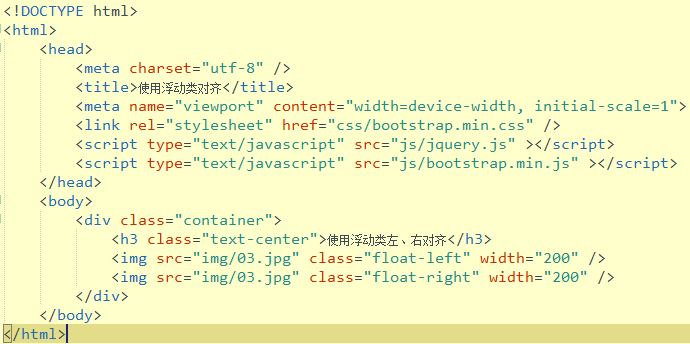 <!DOCTYPE html>
<html>
<head>
<meta charset="utf-8" />
<title>使用浮动类对齐</title>
<meta name="viewport" content="width=device-width, initial-scale=1">
<link rel="stylesheet" href="css/bootstrap.min.css" />
<script type="text/javascript" src="js/jquery.js" ></script>
<script type="text/javascript" src="js/bootstrap.min.js" ></script>
</head>
<body>
<div class="container">
<h3 class="text-center">使用浮动类左、右对齐</h3>
<img src="img/03.jpg" class="float-left" width="200" />
<img src="img/03.jpg" class="float-right" width="200" />
</div>
</body>
</html>